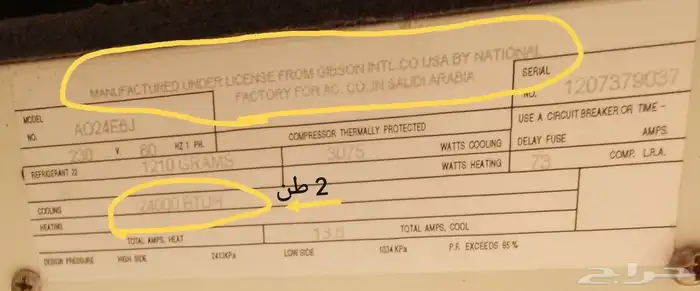 MANUFACTURED UNDER LICENSE FROM GIBSON INTL. CO USA BY NATIONAL
FACTORY FOR AC. CO. IN SAUDI ARABIA
SERIAL
NO. 1207379037
MODEL
NO. AO24E6J
230 V. 60 HZ 1 PH.
COMPRESSOR THERMALLY PROTECTED
USE A CIRCUIT BREAKER OR TIME -
DELAY FUSE AMPS.
REFRIGERANT 22 1210 GRAMS
3075 WATTS COOLING
WATTS HEATING
73 COMP. L.R.A.
COOLING 24000 BTUH
2 طن
HEATING
TOTAL AMPS, HEAT
13.8 TOTAL AMPS, COOL
DESIGN PRESSURE HIGH SIDE 2413KPa LOW SIDE 1034 KPa P.F. EXCEEDS 85 %
حراج